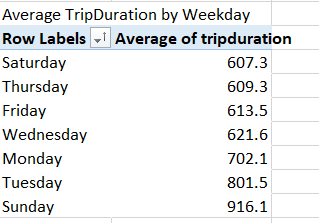 Average TripDuration by Weekday
Row Labels Average of tripduration
Saturday 607.3
Thursday 609.3
Friday 613.5
Wednesday 621.6
Monday 702.1
Tuesday 801.5
Sunday 916.1